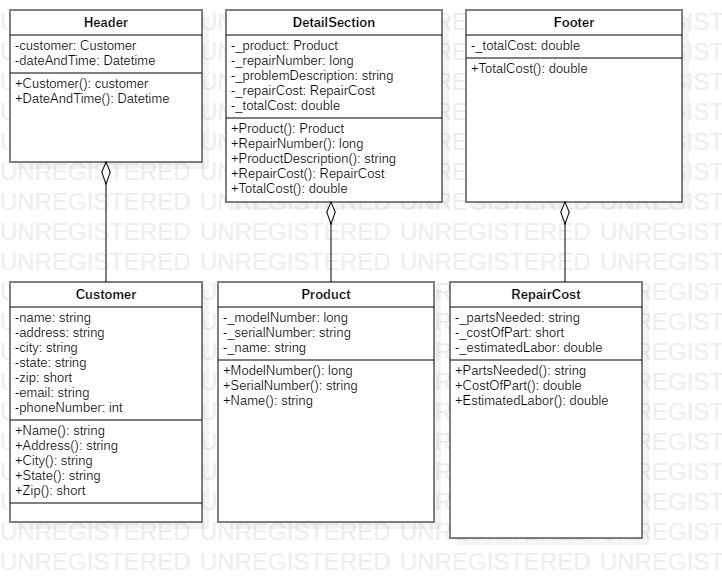 Header
-customer: Customer
-dateAndTime: Datetime
+Customer(): customer
+DateAndTime(): Datetime
DetailSection
-_product: Product
-_repairNumber: long
-_problemDescription: string
-_repairCost: RepairCost
-_totalCost: double
+Product(): Product
+RepairNumber(): long
+ProductDescription(): string
+RepairCost(): RepairCost
+TotalCost(): double
Footer
-_totalCost: double
+TotalCost(): double
Customer
-name: string
-address: string
-city: string
-state: string
-zip: short
-email: string
-phoneNumber: int
+Name(): string
+Address(): string
+City(): string
+State(): string
+Zip(): short
Product
-_modelNumber: long
-_serialNumber: string
-_name: string
+ModelNumber(): long
+SerialNumber(): string
+Name(): string
RepairCost
-_partsNeeded: string
-_costOfPart: short
-_estimatedLabor: double
+PartsNeeded(): string
+CostOfPart(): double
+EstimatedLabor(): double
UNREGISTERED UNREGISTERED UNREGISTERED UNREGIST